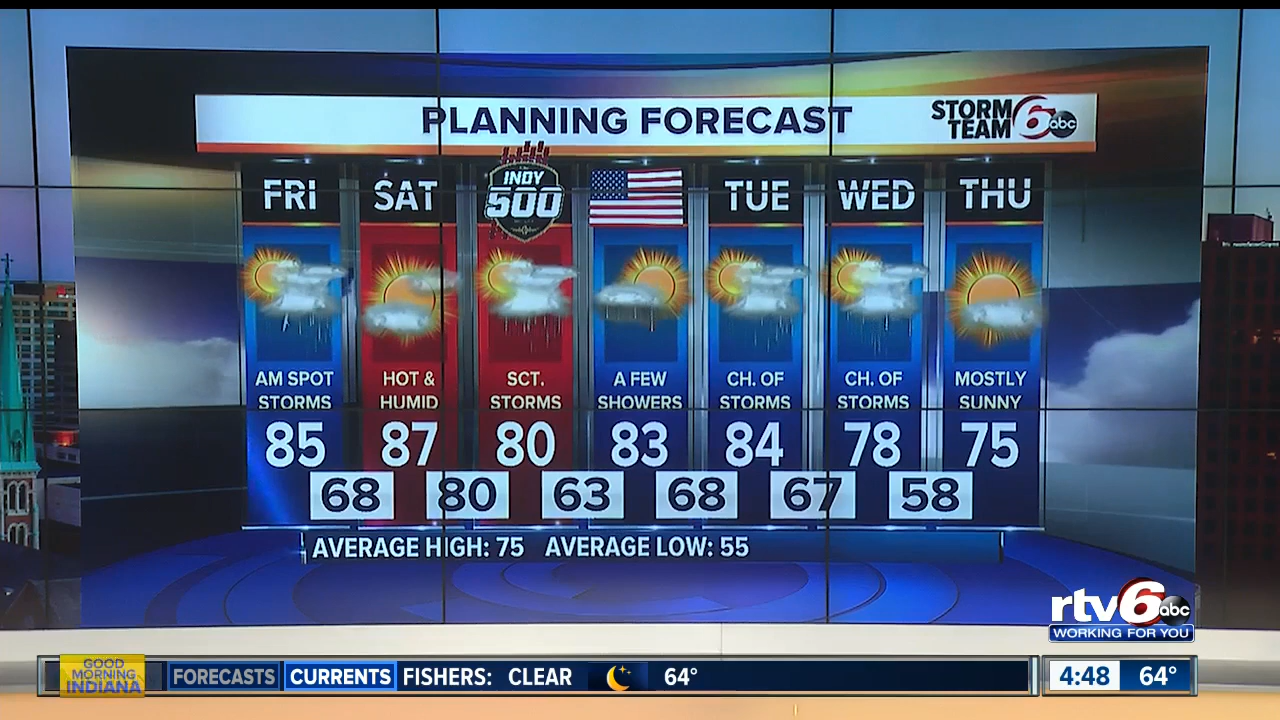 PLANNING FORECAST
STORM TEAM 6 abc
FRI
SAT
INDY
500
TUE
WED
THU
AM SPOT
STORMS
HOT &
HUMID
SCT.
STORMS
A FEW
SHOWERS
CH. OF
STORMS
CH. OF
STORMS
MOSTLY
SUNNY
85 87 80 83 84 78 75
68 80 63 68 67 58
AVERAGE HIGH: 75 AVERAGE LOW: 55
rtv6 abc
WORKING FOR YOU
GOOD
MORNING
INDIANA
FORECASTS CURRENTS FISHERS: CLEAR 64° 4:48 64°